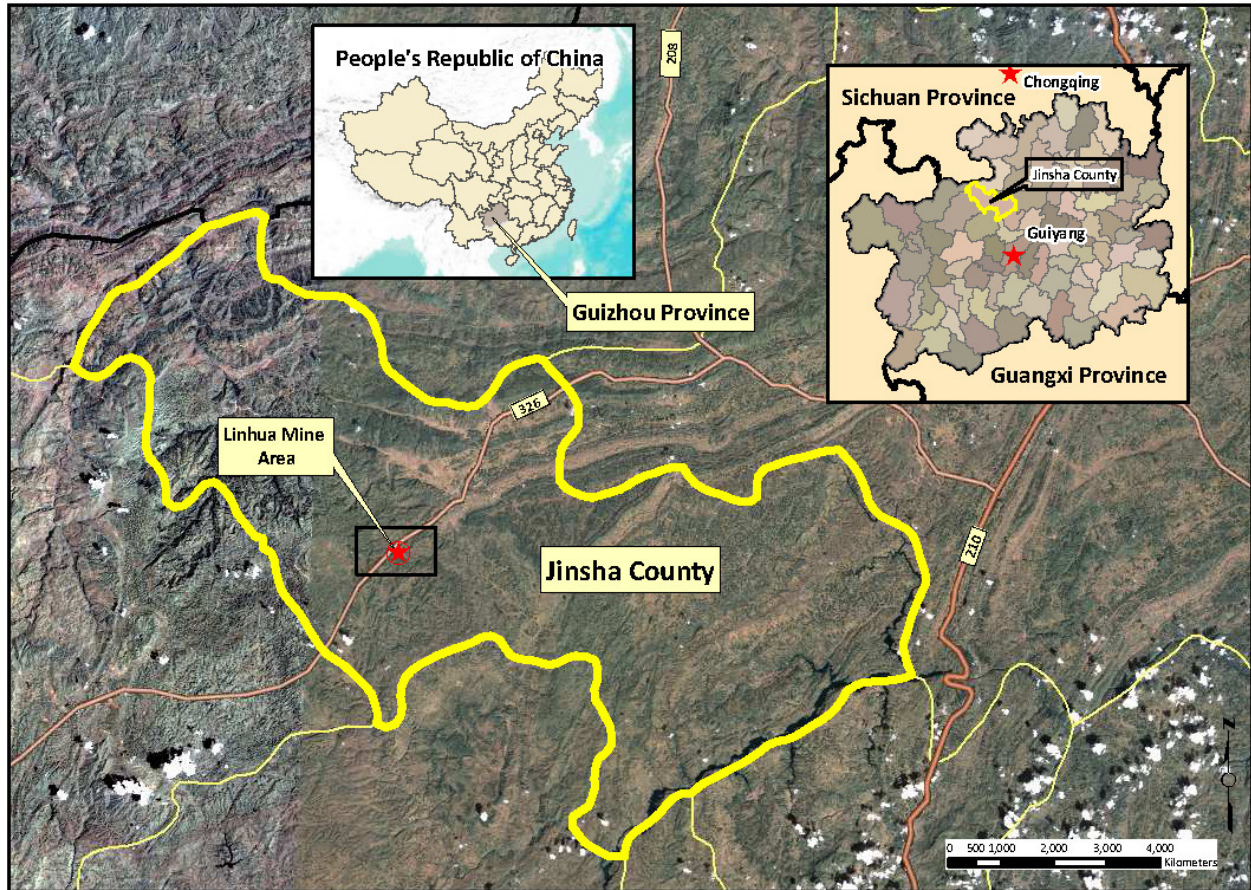 People's Republic of China
208
Chongqing
Sichuan Province
Jinsha County
Guiyang
Guizhou Province
Guangxi Province
326
Linhua Mine
Area
Jinsha County
210
N
0 500 1,000 2,000 3,000 4,000
Kilometers